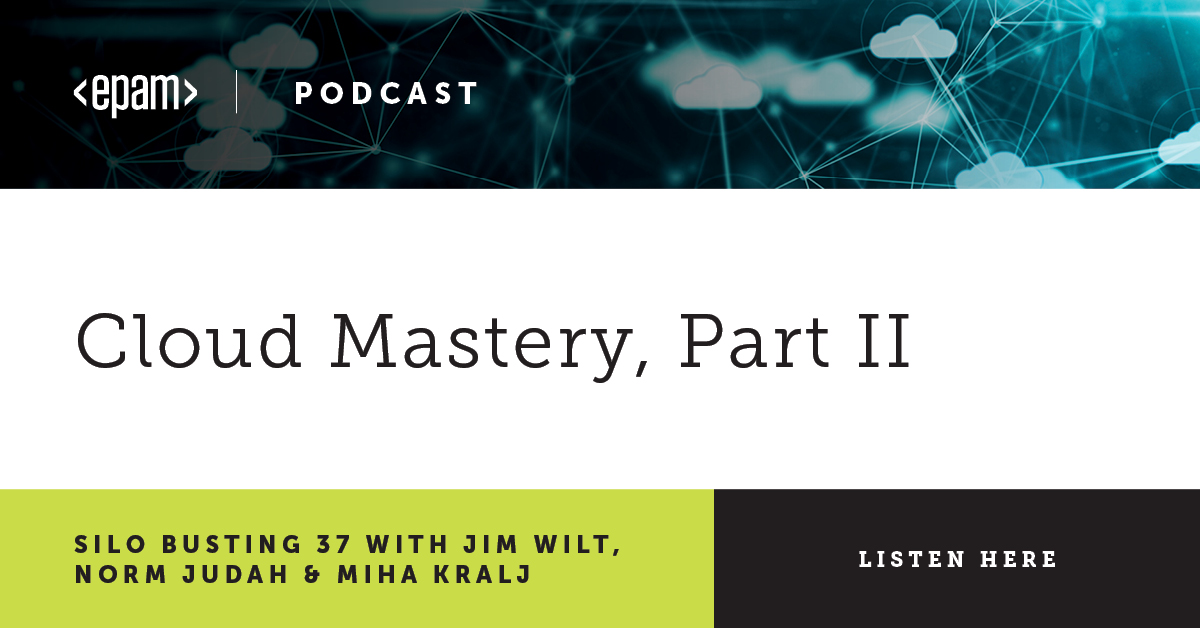 <epam> | PODCAST
Cloud Mastery, Part II
SILO BUSTING 37 WITH JIM WILT,
NORM JUDAH & MIHA KRALJ
LISTEN HERE